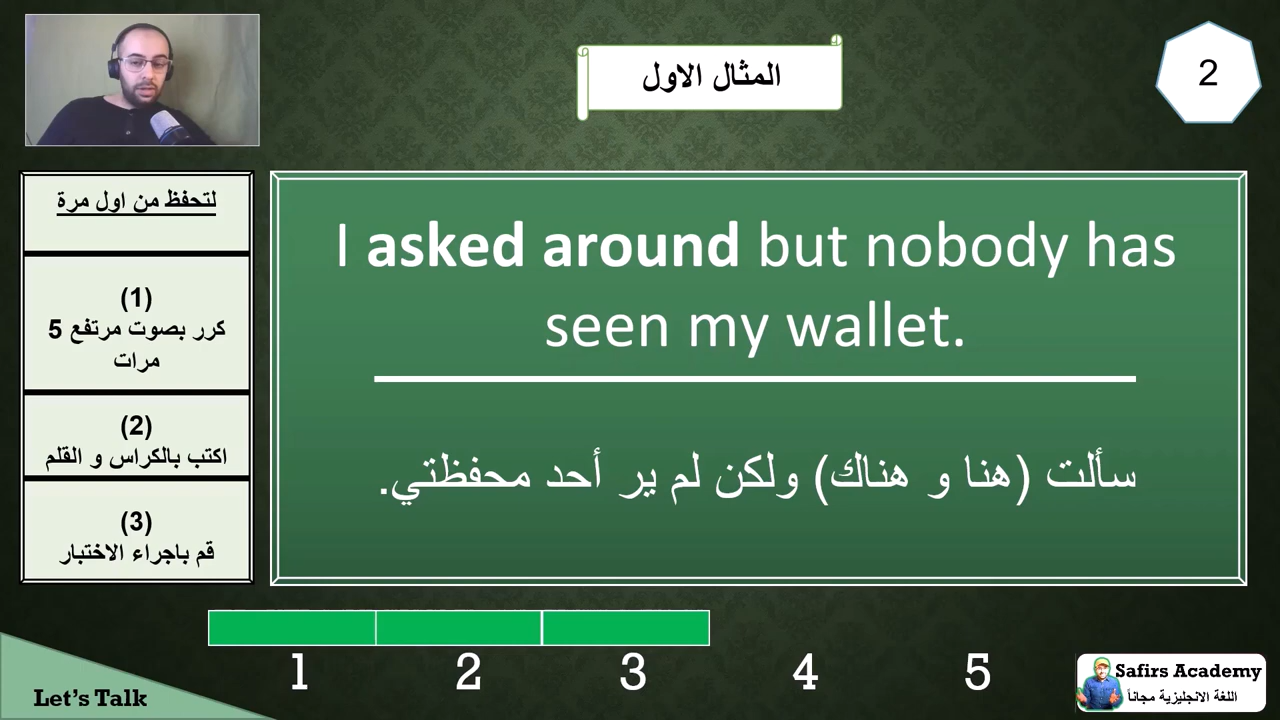 المثال الاول
2
لتحفظ من اول مرة
(1)
كرر بصوت مرتفع 5
مرات
(2)
اكتب بالكراس و القلم
(3)
قم باجراء الاختبار
I asked around but nobody has
seen my wallet.
سألت (هنا و هناك) ولكن لم ير أحد محفظتي.
1 2 3 4 5
Let's Talk
Safirs Academy
اللغة الانجليزية مجاناً